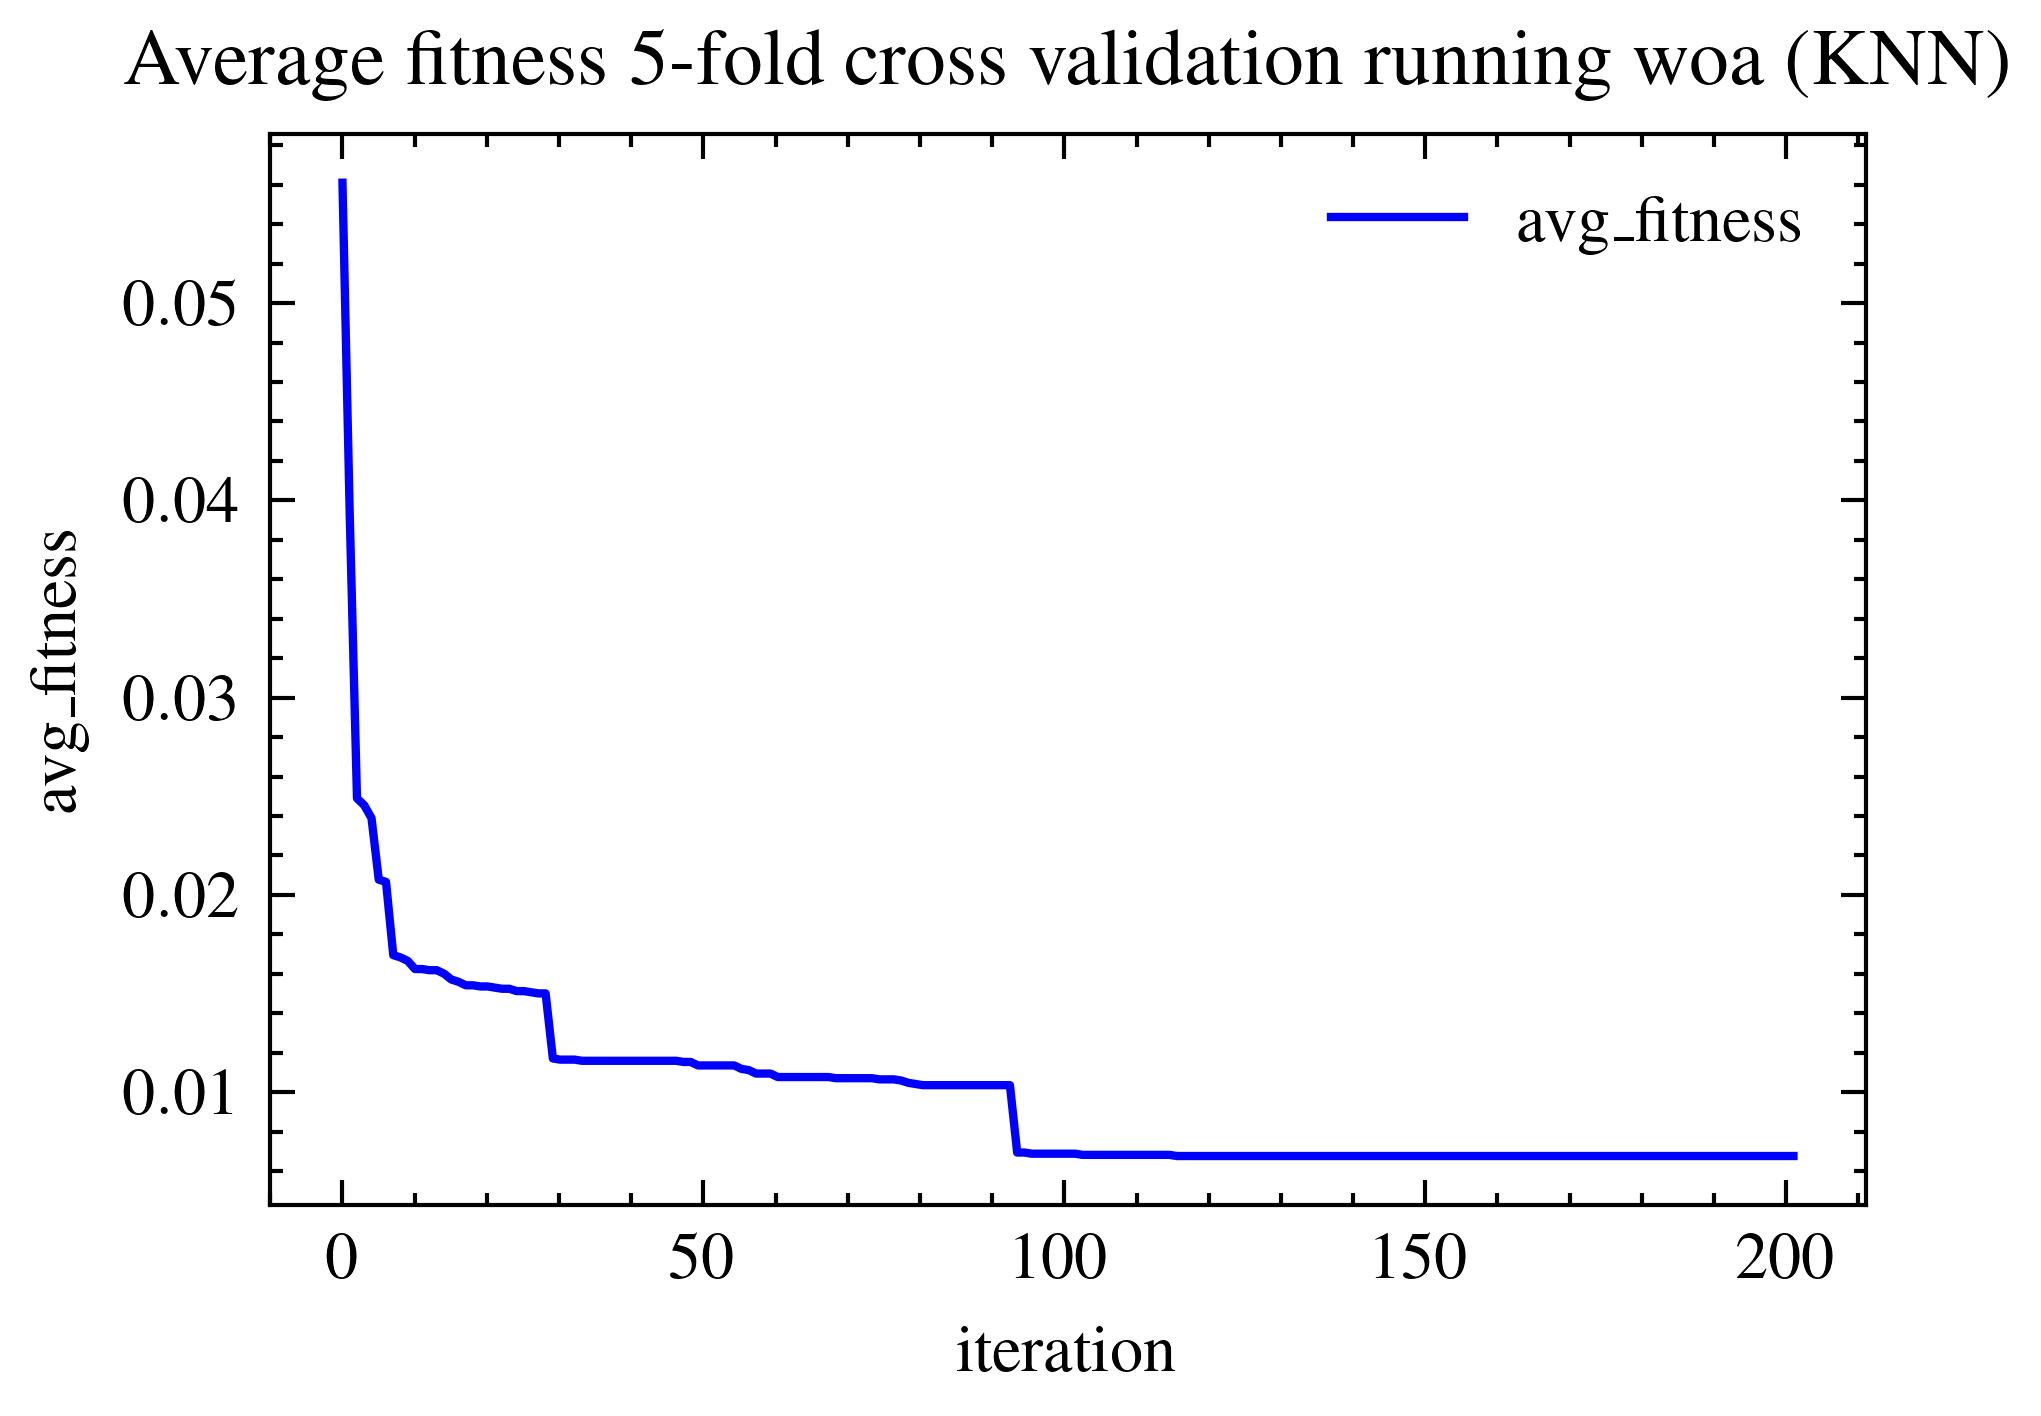 Average fitness 5-fold cross validation running woa (KNN)
avg_fitness
0.05
0.04
0.03
0.02
0.01
avg_fitness
0 50 100 150 200
iteration